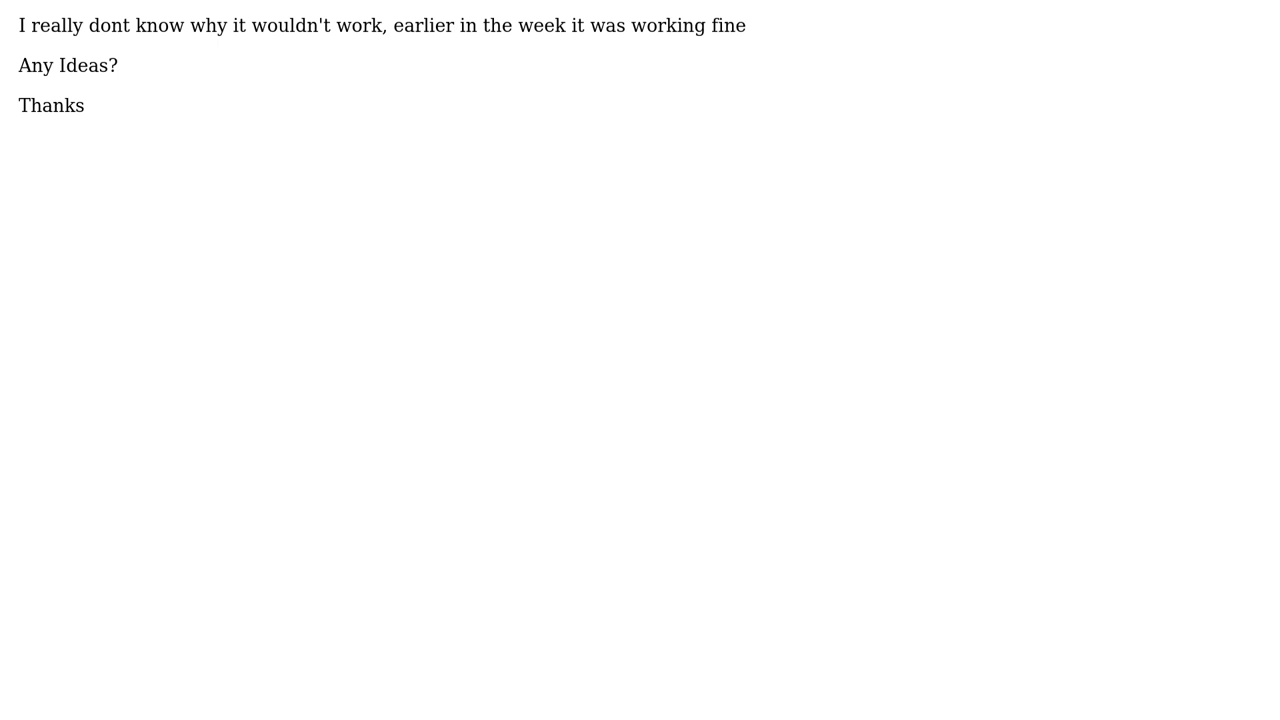 I really dont know why it wouldn't work, earlier in the week it was working fine
Any Ideas?
Thanks